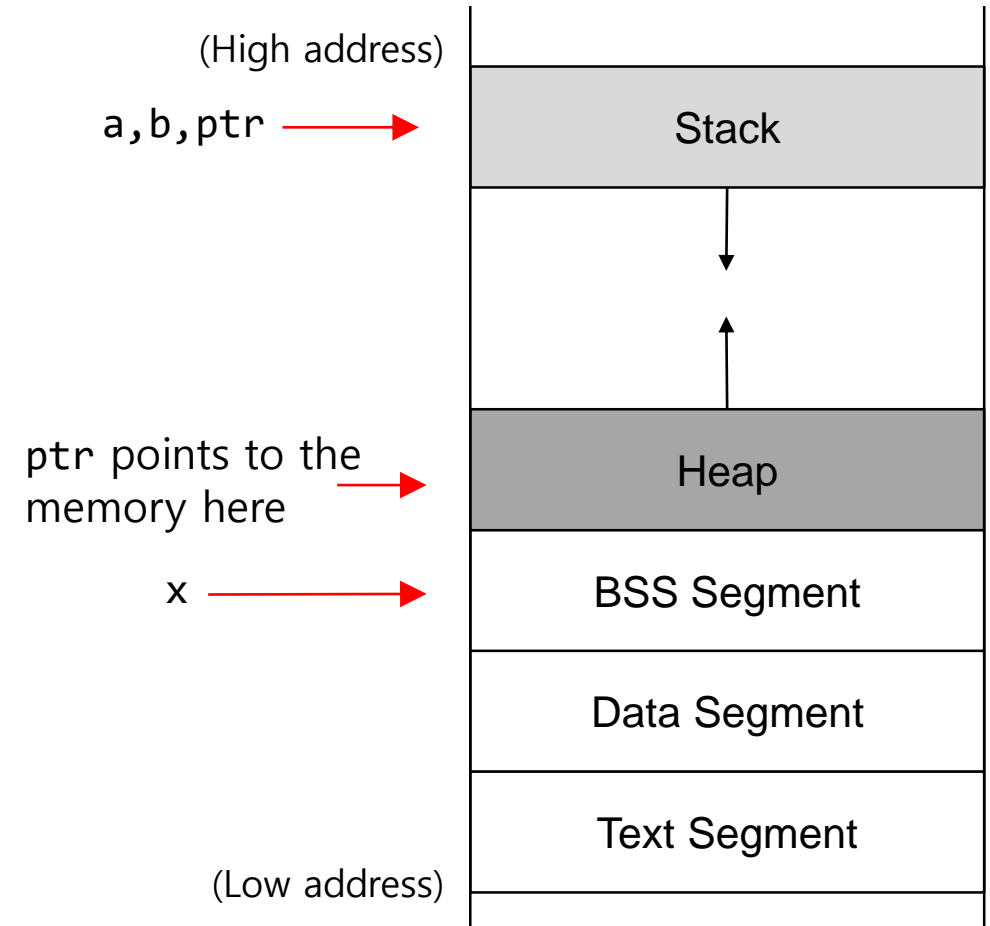 (High address)
a,b,ptr
Stack
ptr points to the
memory here
Heap
x
BSS Segment
Data Segment
Text Segment
(Low address)